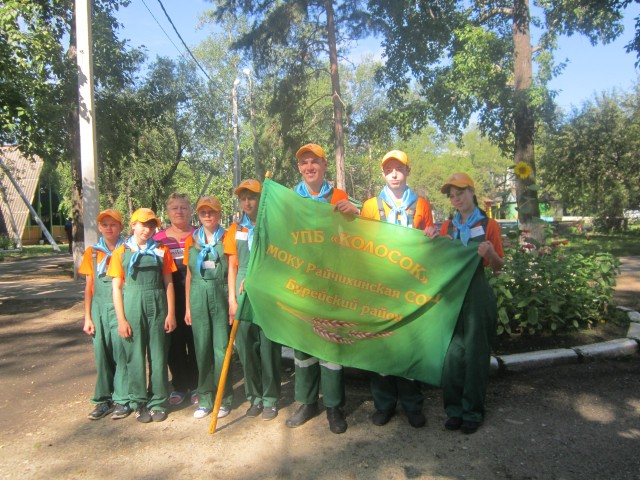 УПБ «КОЛОСОК»
МОКУ Райчихинская СОШ
Бурейский район